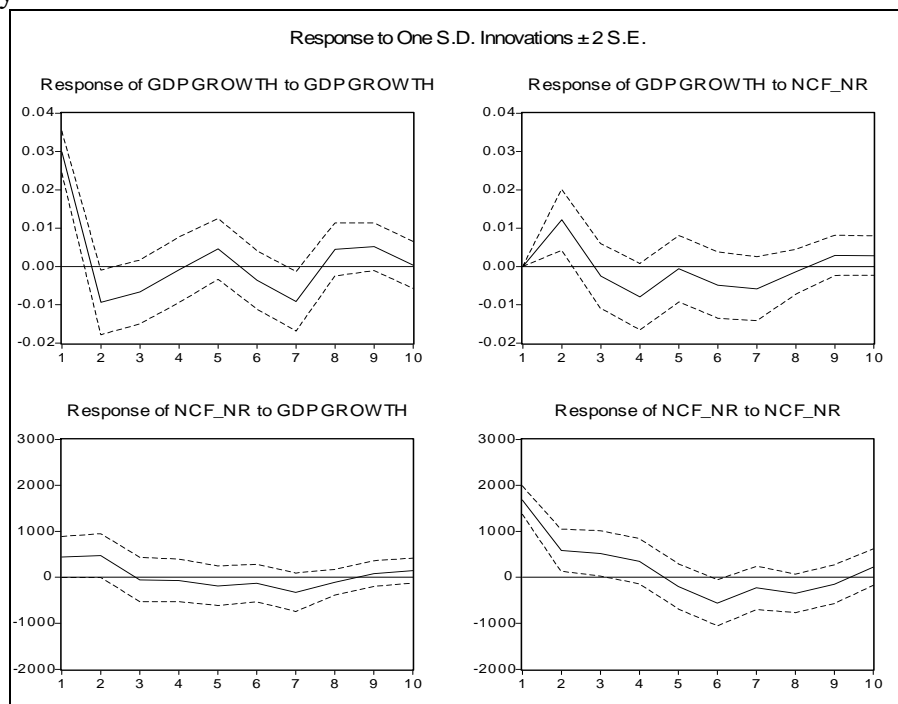 y
Response to One S.D. Innovations ± 2 S.E.
Response of GDPGROWTH to GDPGROWTH
0.04
0.03
0.02
0.01
0.00
-0.01
-0.02
1 2 3 4 5 6 7 8 9 10
Response of GDPGROWTH to NCF_NR
0.04
0.03
0.02
0.01
0.00
-0.01
-0.02
1 2 3 4 5 6 7 8 9 10
Response of NCF_NR to GDPGROWTH
3000
2000
1000
0
-1000
-2000
1 2 3 4 5 6 7 8 9 10
Response of NCF_NR to NCF_NR
3000
2000
1000
0
-1000
-2000
1 2 3 4 5 6 7 8 9 10